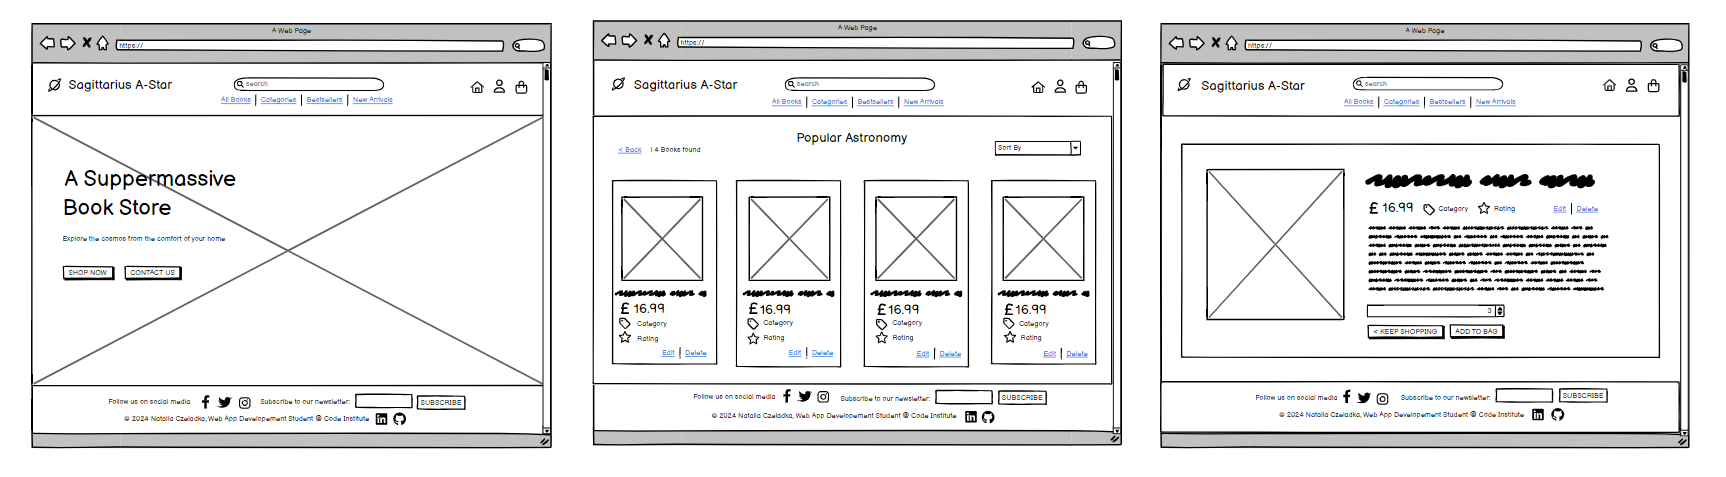 A Web Page
https://
Sagittarius A-Star
search
All Books | Categories | Bestsellers | New Arrivals
A Suppermassive
Book Store
Explore the cosmos from the comfort of your home
SHOP NOW
CONTACT US
Follow us on social media
Subscribe to our newsletter:
SUBSCRIBE
© 2024 Natalia Czeladka, Web App Developement Student @ Code Institute
A Web Page
https://
Sagittarius A-Star
search
All Books | Categories | Bestsellers | New Arrivals
Popular Astronomy
< Back | 4 Books found
Sort By
£ 16.99
Category
Rating
Edit | Delete
£ 16.99
Category
Rating
Edit | Delete
£ 16.99
Category
Rating
Edit | Delete
£ 16.99
Category
Rating
Edit | Delete
Follow us on social media
Subscribe to our newsletter:
SUBSCRIBE
© 2024 Natalia Czeladka, Web App Developement Student @ Code Institute
A Web Page
https://
Sagittarius A-Star
search
All Books | Categories | Bestsellers | New Arrivals
£ 16.99 Category Rating Edit | Delete
3
< KEEP SHOPPING
ADD TO BAG
Follow us on social media
Subscribe to our newsletter:
SUBSCRIBE
© 2024 Natalia Czeladka, Web App Developement Student @ Code Institute